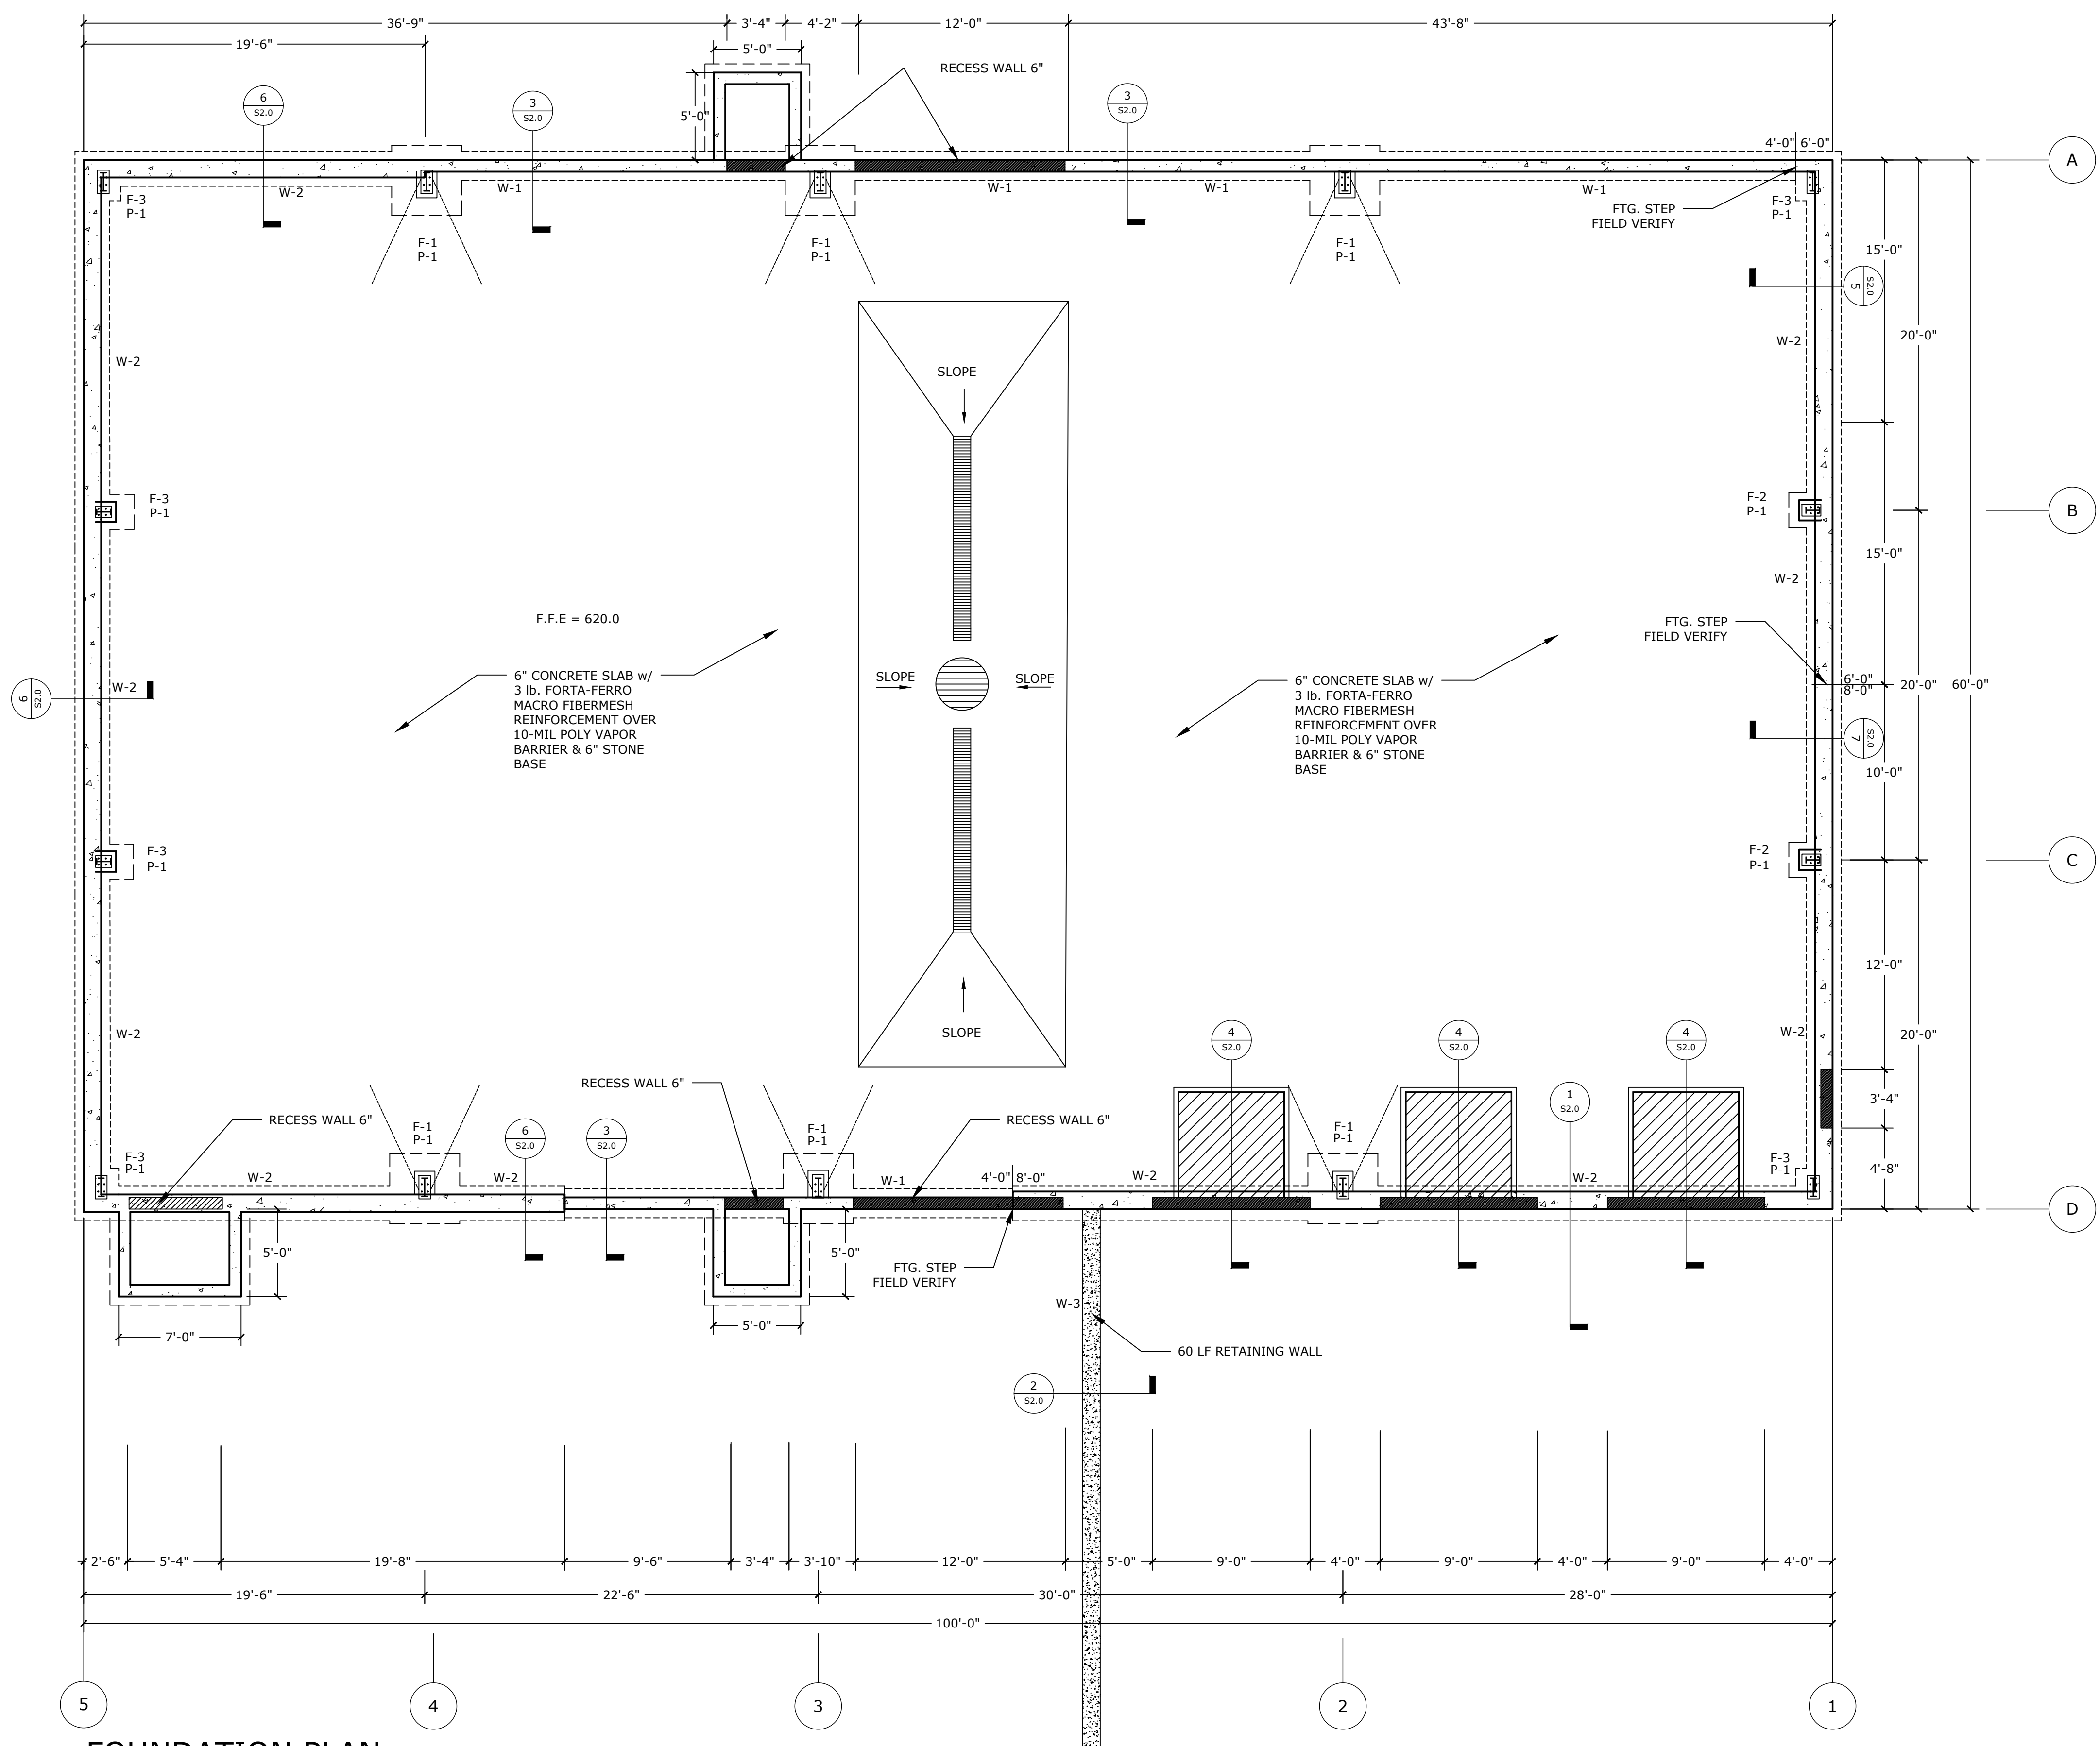 36'-9"
3'-4"
4'-2"
12'-0"
43'-8"
19'-6"
5'-0"
RECESS WALL 6"
6
S2.0
3
S2.0
3
S2.0
5'-0"
4'-0" 6'-0"
A
W-2
W-1
W-1
W-1
W-1
F-3
P-1
F-3
P-1
FTG. STEP
FIELD VERIFY
F-1
P-1
F-1
P-1
F-1
P-1
15'-0"
5
S2.0
20'-0"
W-2
W-2
SLOPE
F-3
P-1
F-2
P-1
B
15'-0"
W-2
F.F.E = 620.0
FTG. STEP
FIELD VERIFY
6" CONCRETE SLAB w/
3 lb. FORTA-FERRO
MACRO FIBERMESH
REINFORCEMENT OVER
10-MIL POLY VAPOR
BARRIER & 6" STONE
BASE
SLOPE
SLOPE
6" CONCRETE SLAB w/
3 lb. FORTA-FERRO
MACRO FIBERMESH
REINFORCEMENT OVER
10-MIL POLY VAPOR
BARRIER & 6" STONE
BASE
6'-0"
8'-0"
20'-0"
60'-0"
9
S2.0
W-2
7
S2.0
10'-0"
F-3
P-1
F-2
P-1
C
12'-0"
W-2
SLOPE
W-2
20'-0"
4
S2.0
4
S2.0
4
S2.0
RECESS WALL 6"
1
S2.0
3'-4"
RECESS WALL 6"
RECESS WALL 6"
F-1
P-1
6
S2.0
3
S2.0
F-1
P-1
F-1
P-1
F-3
P-1
F-3
P-1
4'-8"
W-2
W-2
W-1
4'-0" 8'-0"
W-2
W-2
D
5'-0"
5'-0"
FTG. STEP
FIELD VERIFY
W-3
7'-0"
5'-0"
60 LF RETAINING WALL
2
S2.0
2'-6"
5'-4"
19'-8"
9'-6"
3'-4"
3'-10"
12'-0"
5'-0"
9'-0"
4'-0"
9'-0"
4'-0"
9'-0"
4'-0"
19'-6"
22'-6"
30'-0"
28'-0"
100'-0"
5
4
3
2
1
FOUNDATION PLAN